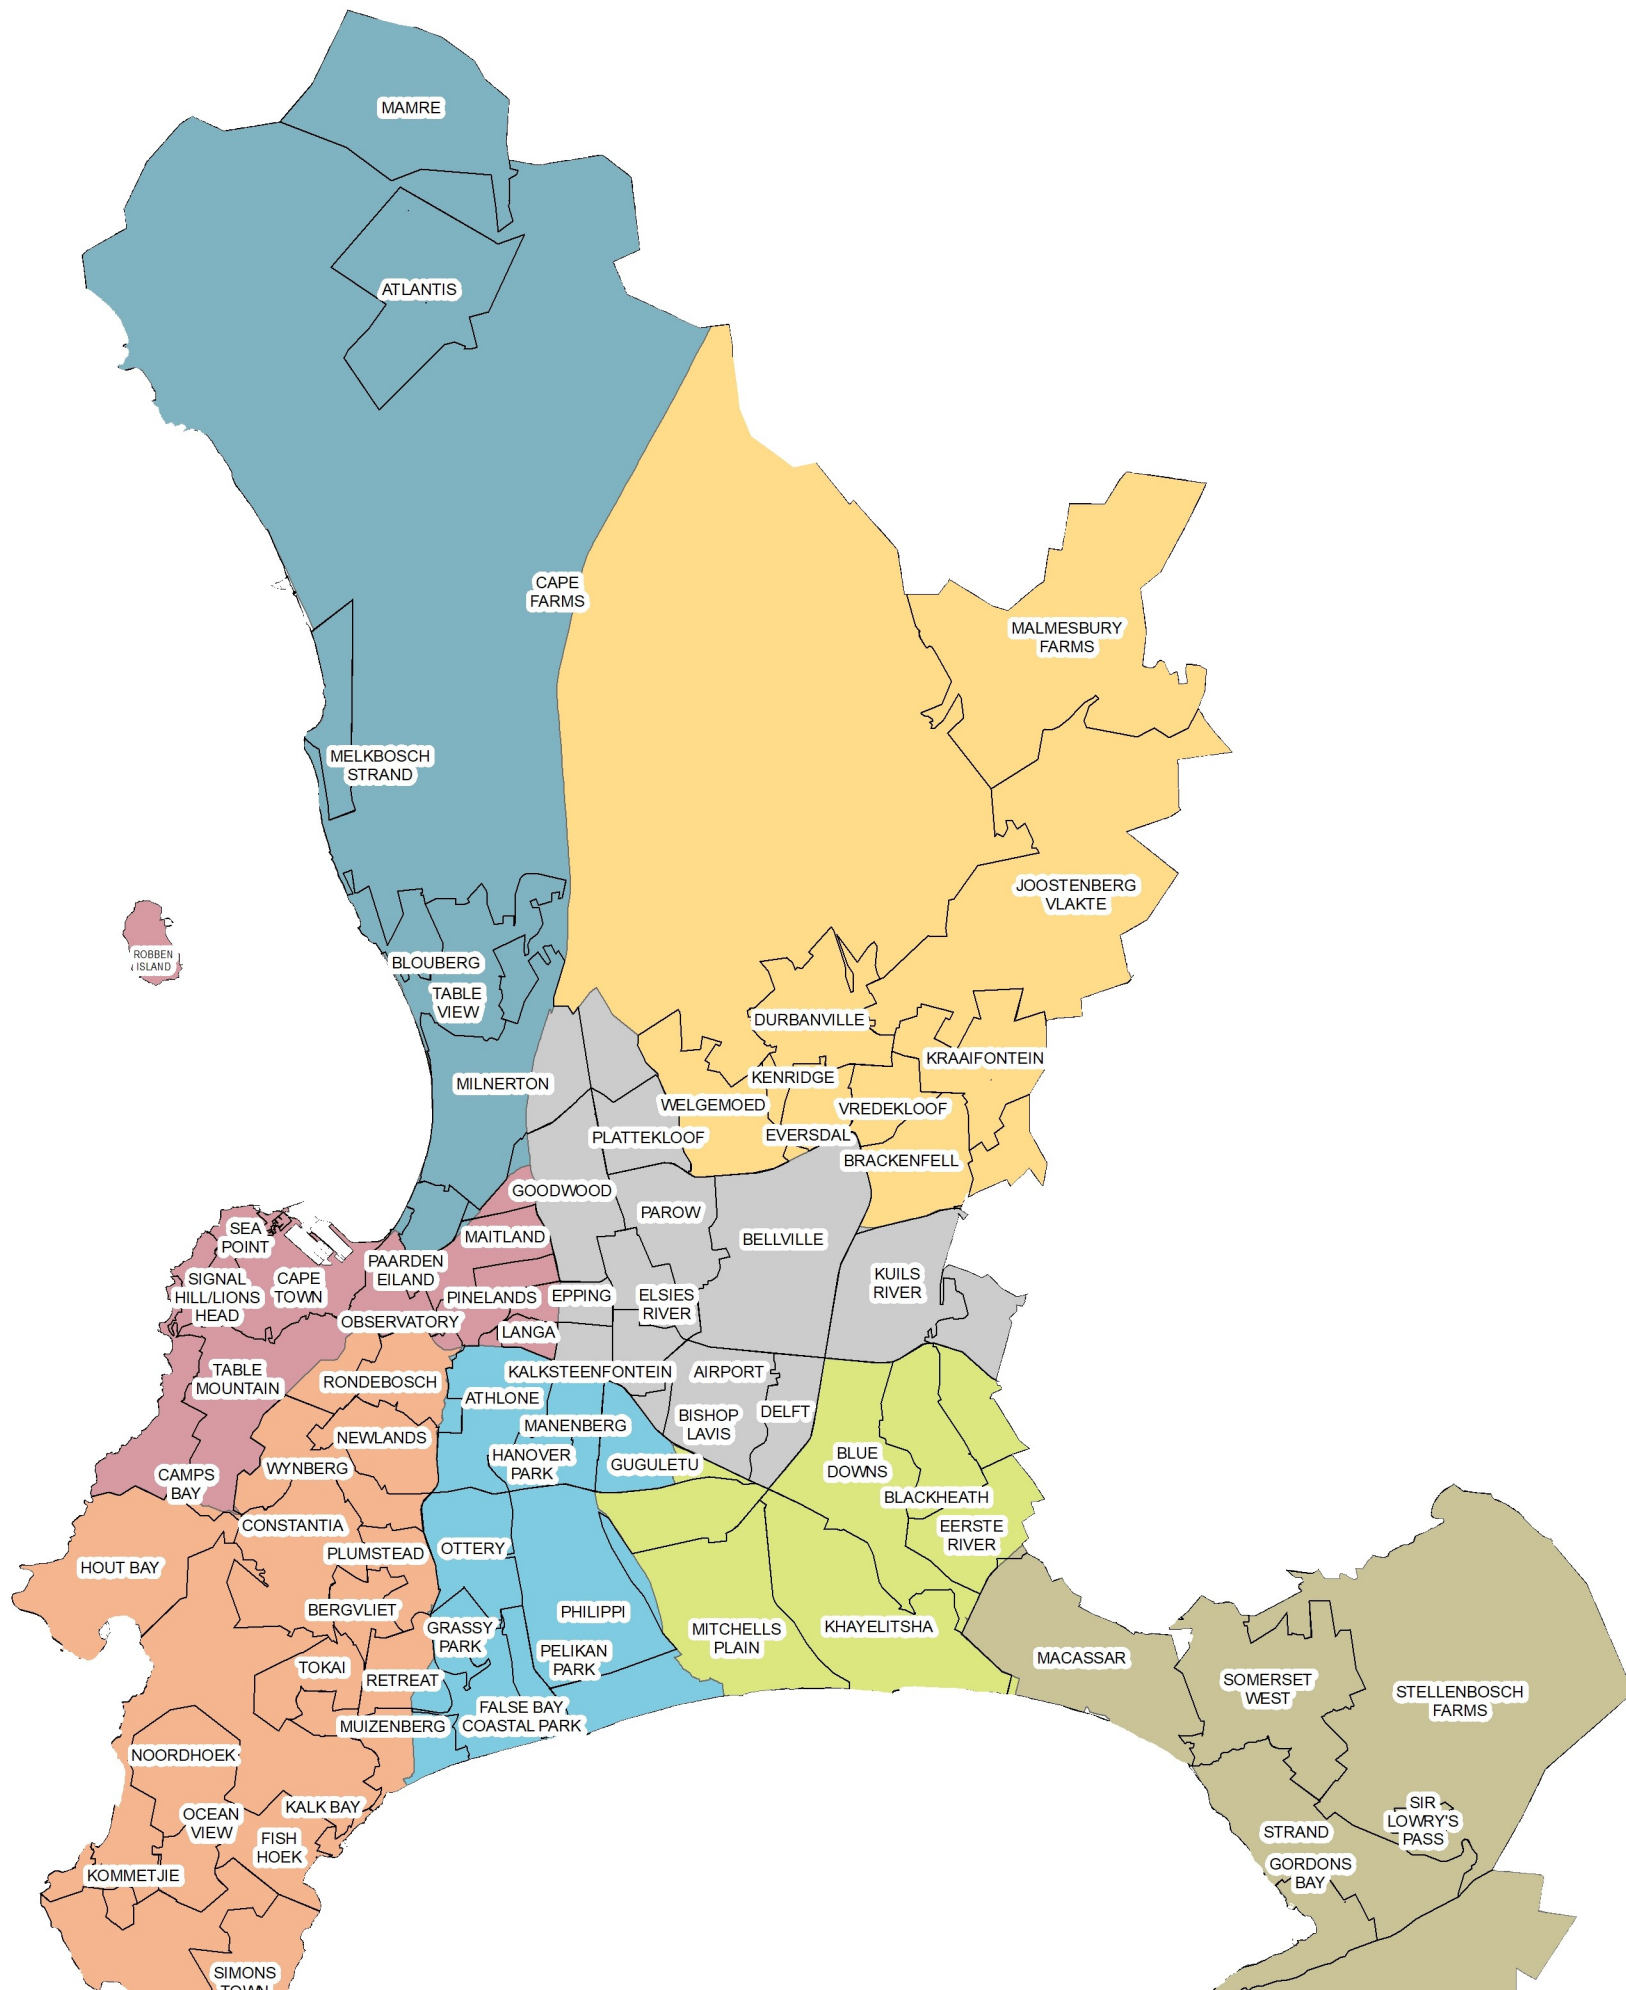 MAMRE
ATLANTIS
CAPE
FARMS
MALMESBURY
FARMS
MELKBOSCH
STRAND
JOOSTENBERG
VLAKTE
ROBBEN
ISLAND
BLOUBERG
TABLE
VIEW
DURBANVILLE
KRAAIFONTEIN
KENRIDGE
MILNERTON
WELGEMOED
VREDEKLOOF
PLATTEKLOOF
EVERSDAL
BRACKENFELL
GOODWOOD
PAROW
BELLVILLE
SEA
POINT
MAITLAND
PAARDEN
EILAND
SIGNAL
HILL/LIONS
HEAD
CAPE
TOWN
PINELANDS
EPPING
ELSIES
RIVER
KUILS
RIVER
OBSERVATORY
LANGA
TABLE
MOUNTAIN
RONDEBOSCH
KALKSTEENFONTEIN
AIRPORT
ATHLONE
MANENBERG
BISHOP
LAVIS
DELFT
NEWLANDS
HANOVER
PARK
GUGULETU
BLUE
DOWNS
WYNBERG
CAMPS
BAY
BLACKHEATH
CONSTANTIA
EERSTE
RIVER
OTTERY
PLUMSTEAD
HOUT BAY
BERGVLIET
PHILIPPI
GRASSY
PARK
MITCHELLS
PLAIN
KHAYELITSHA
PELIKAN
PARK
TOKAI
RETREAT
MACASSAR
SOMERSET
WEST
STELLENBOSCH
FARMS
FALSE BAY
COASTAL PARK
MUIZENBERG
NOORDHOEK
KALK BAY
OCEAN
VIEW
FISH
HOEK
SIR
LOWRY'S
PASS
STRAND
GORDONS
BAY
KOMMETJIE
SIMONS
TOWN